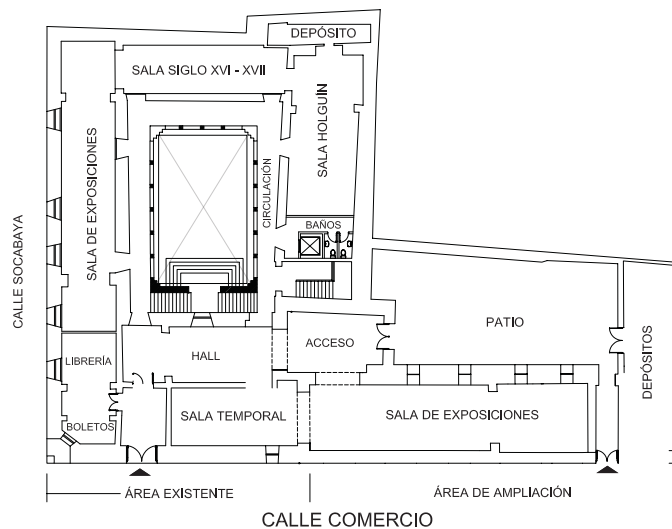 DEPÓSITO
SALA SIGLO XVI - XVII
SALA HOLGUÍN
SALA DE EXPOSICIONES
CIRCULACIÓN
BAÑOS
CALLE SOCABAYA
PATIO
ACCESO
HALL
LIBRERÍA
DEPÓSITOS
SALA TEMPORAL
SALA DE EXPOSICIONES
BOLETOS
ÁREA EXISTENTE
ÁREA DE AMPLIACIÓN
CALLE COMERCIO